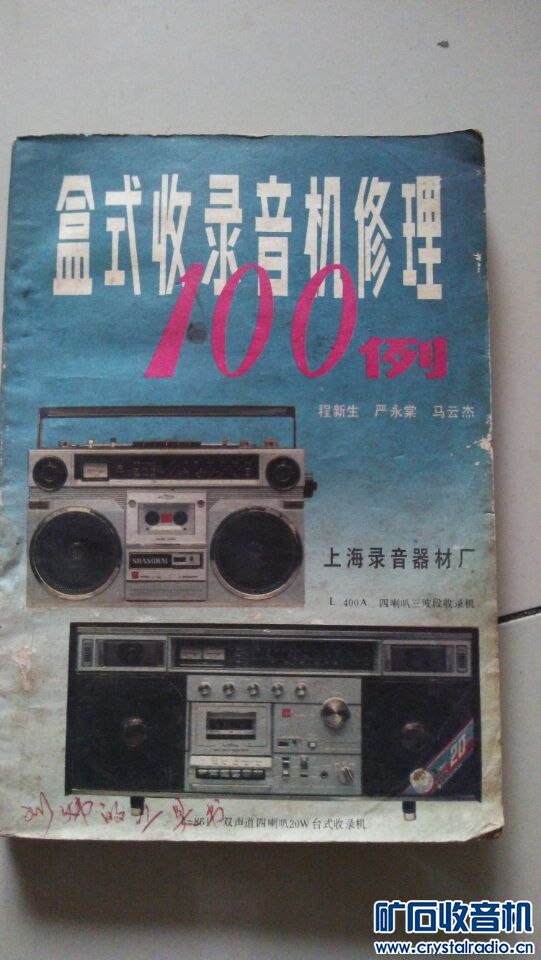 盒式收录音机修理
100例
程新生 严永棠 马云杰
SHANGHAI
上海录音器材厂
L 400A 四喇叭三波段收录机
20
双声道四喇叭20W台式收录机
矿石收音机
www.crystalradio.cn